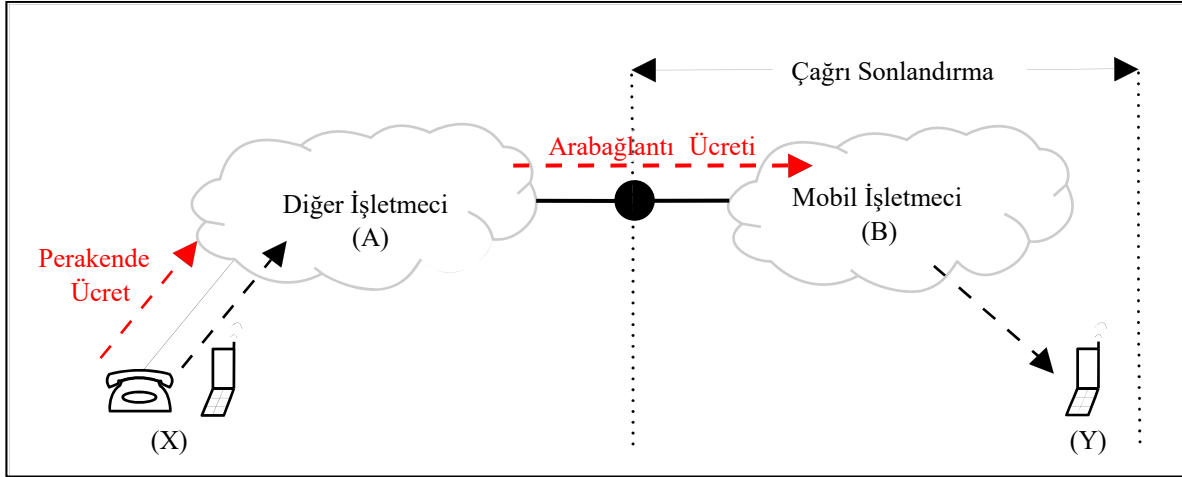 Çağrı Sonlandırma
Arabağlantı Ücreti
Diğer İşletmeci
(A)
Mobil İşletmeci
(B)
Perakende
Ücret
(X)
(Y)